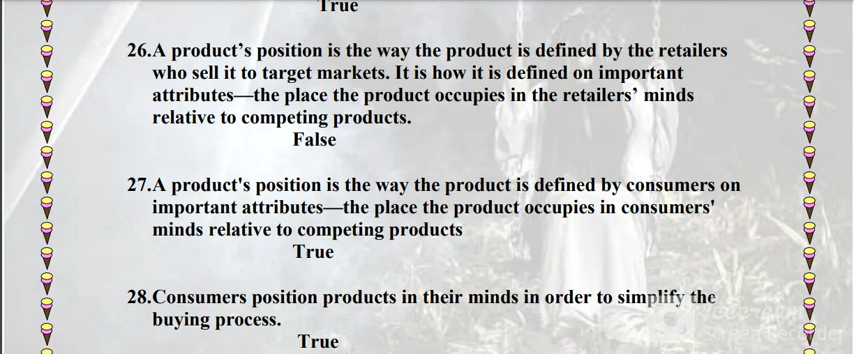 True
26.A product’s position is the way the product is defined by the retailers
who sell it to target markets. It is how it is defined on important
attributes—the place the product occupies in the retailers’ minds
relative to competing products.
False
27.A product's position is the way the product is defined by consumers on
important attributes—the place the product occupies in consumers'
minds relative to competing products
True
28.Consumers position products in their minds in order to simplify the
buying process.
True
Screen Recorder